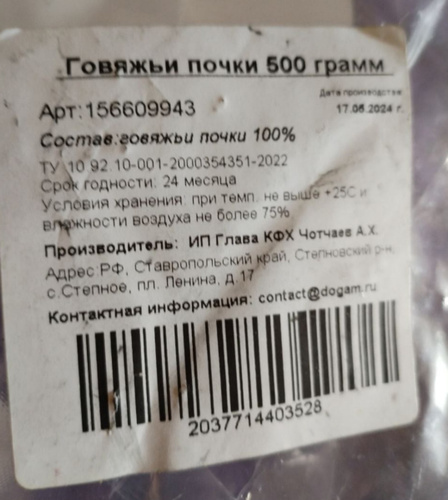 Говяжьи почки 500 грамм
Дата производства
17.06.2024 г.
Арт:156609943
Состав:говяжьи почки 100%
ТУ 10 92 10-001-2000354351-2022
Срок годности: 24 месяца
Условия хранения: при темп. не выше +25С и
влажности воздуха не более 75%
Производитель: ИП Глава КФХ Чотчаев А.Х.
Адрес:РФ, Ставропольский край, Степновский р-н,
с.Степное, пл. Ленина, д.17
Контактная информация: contact@dogam.ru
2037714403528